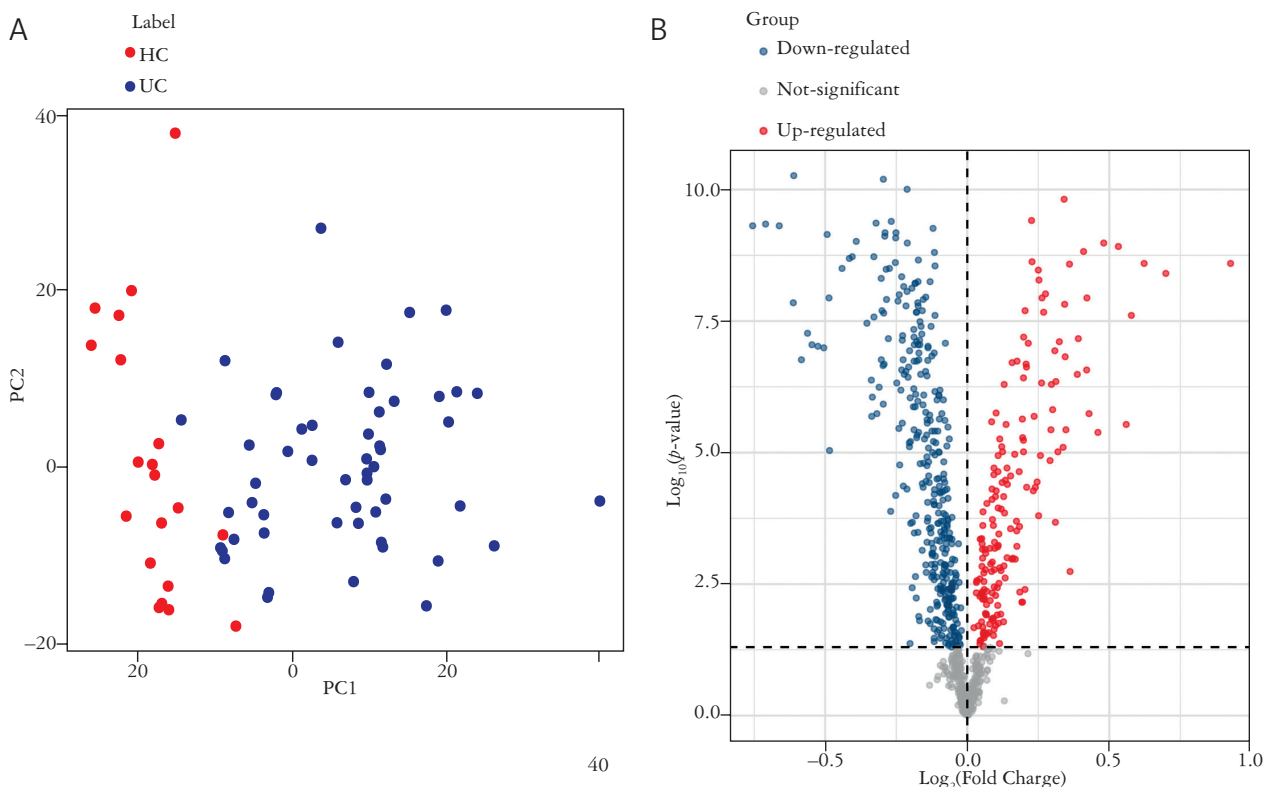 A
Label
HC
UC
40
20
0
–20
PC2
20
0
20
PC1
40
B
Group
Down-regulated
Not-significant
Up-regulated
10.0
7.5
5.0
2.5
0.0
Log10(p-value)
–0.5
0.0
0.5
1.0
Log2(Fold Charge)